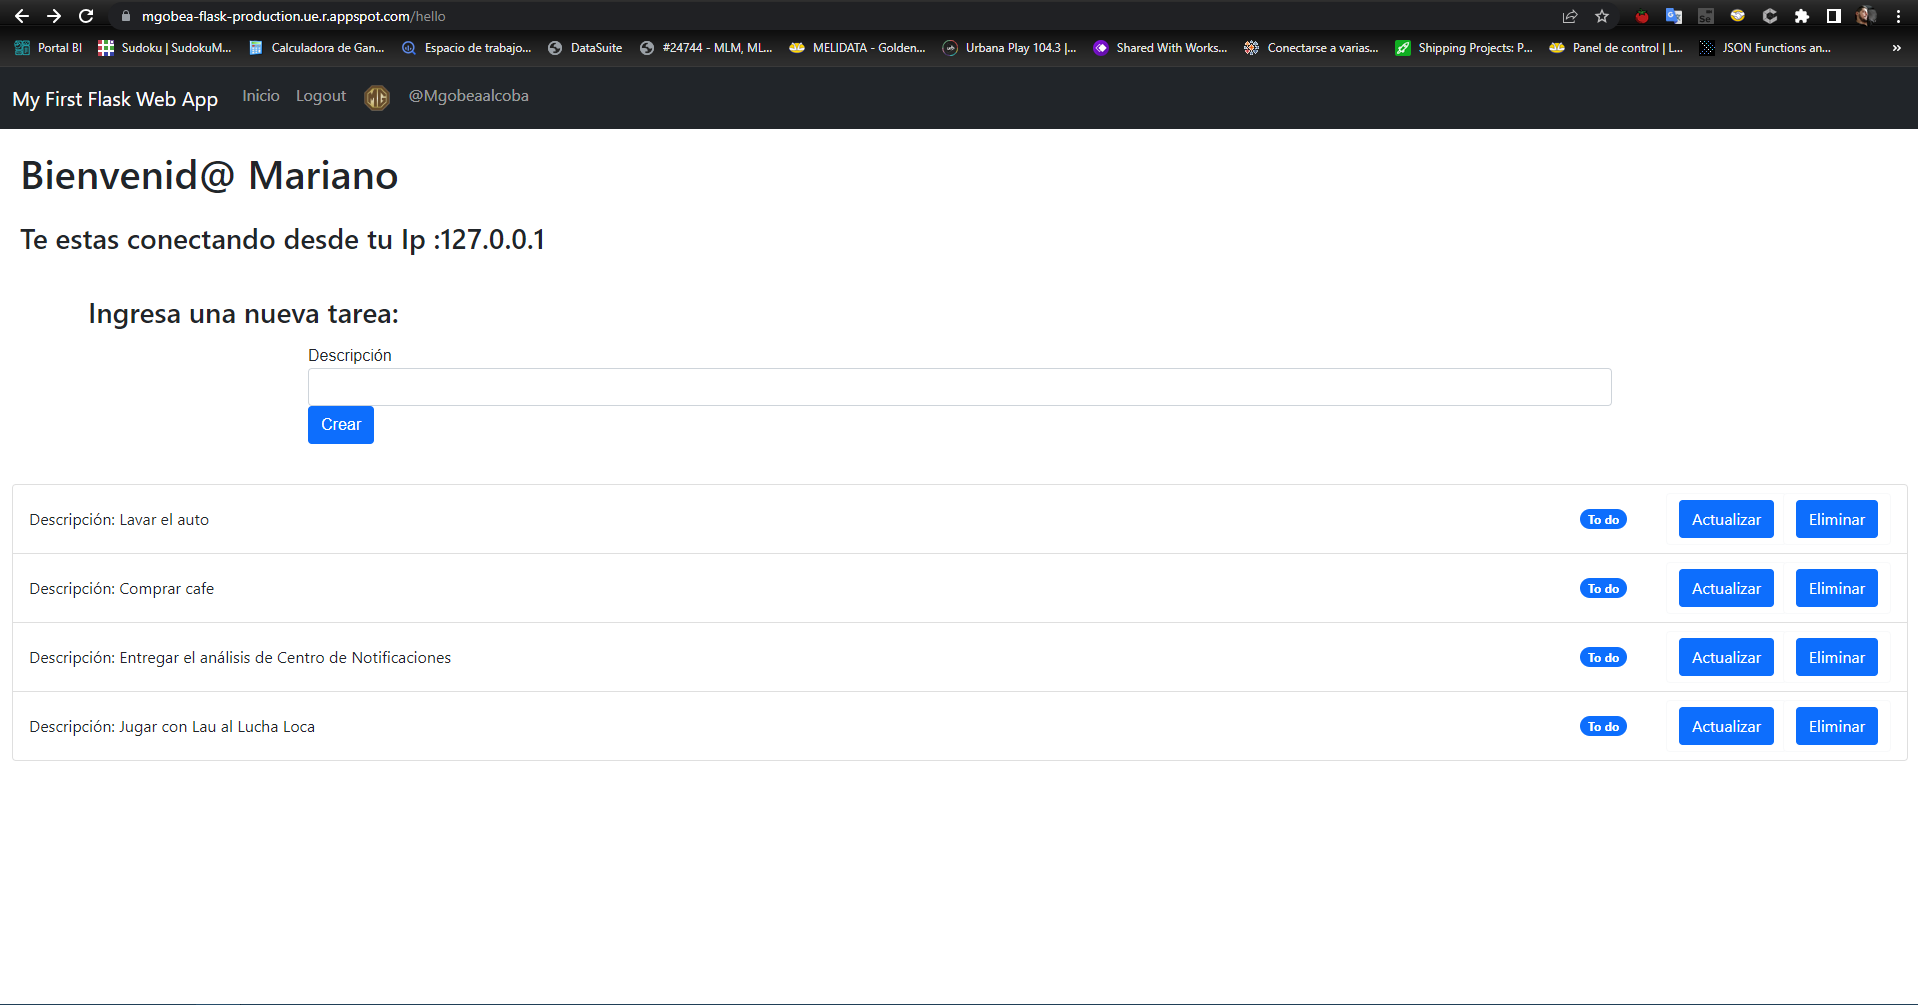 mgobea-flask-production.ue.r.appspot.com/hello
Portal BI Sudoku | SudokuM... Calculadora de Gan... Espacio de trabajo... DataSuite #24744 - MLM, ML... MELIDATA - Golden... Urbana Play 104.3 |... Shared With Works... Conectarse a varias... Shipping Projects: P... Panel de control | L... JSON Functions an... »
My First Flask Web App Inicio Logout MG @Mgobeaalcoba
Bienvenid@ Mariano
Te estas conectando desde tu Ip :127.0.0.1
Ingresa una nueva tarea:
Descripción
Crear
Descripción: Lavar el auto To do Actualizar Eliminar
Descripción: Comprar cafe To do Actualizar Eliminar
Descripción: Entregar el análisis de Centro de Notificaciones To do Actualizar Eliminar
Descripción: Jugar con Lau al Lucha Loca To do Actualizar Eliminar